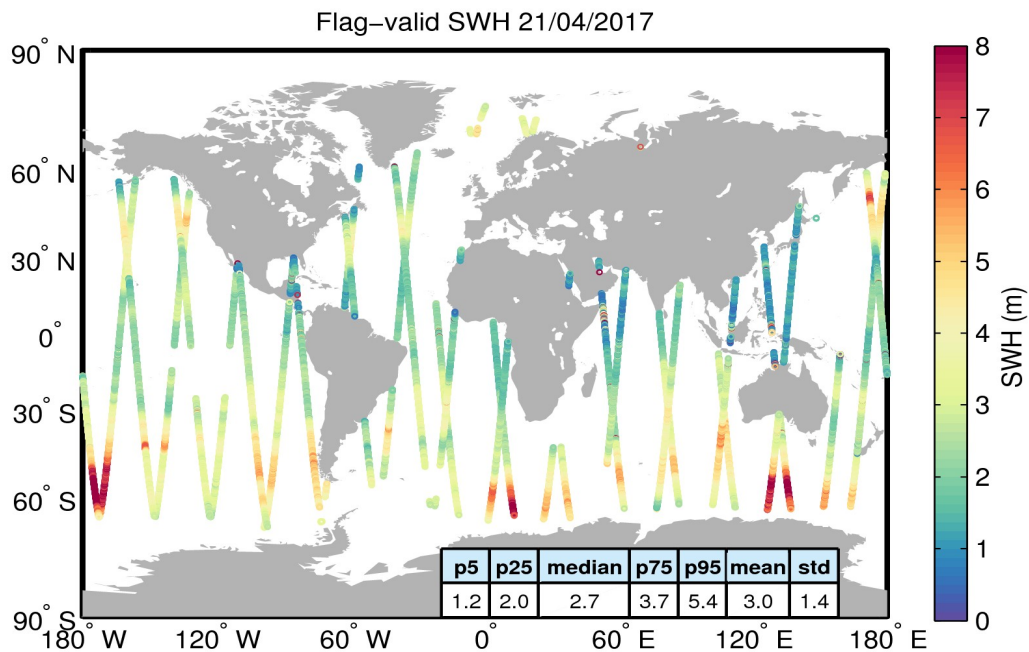 Flag−valid SWH 21/04/2017
90° N
60° N
30° N
0°
30° S
60° S
90° S
180° W
120° W
60° W
0°
60° E
120° E
180° E
p5 p25 median p75 p95 mean std
1.2 2.0 2.7 3.7 5.4 3.0 1.4
8
7
6
5
4
3
2
1
0
SWH (m)